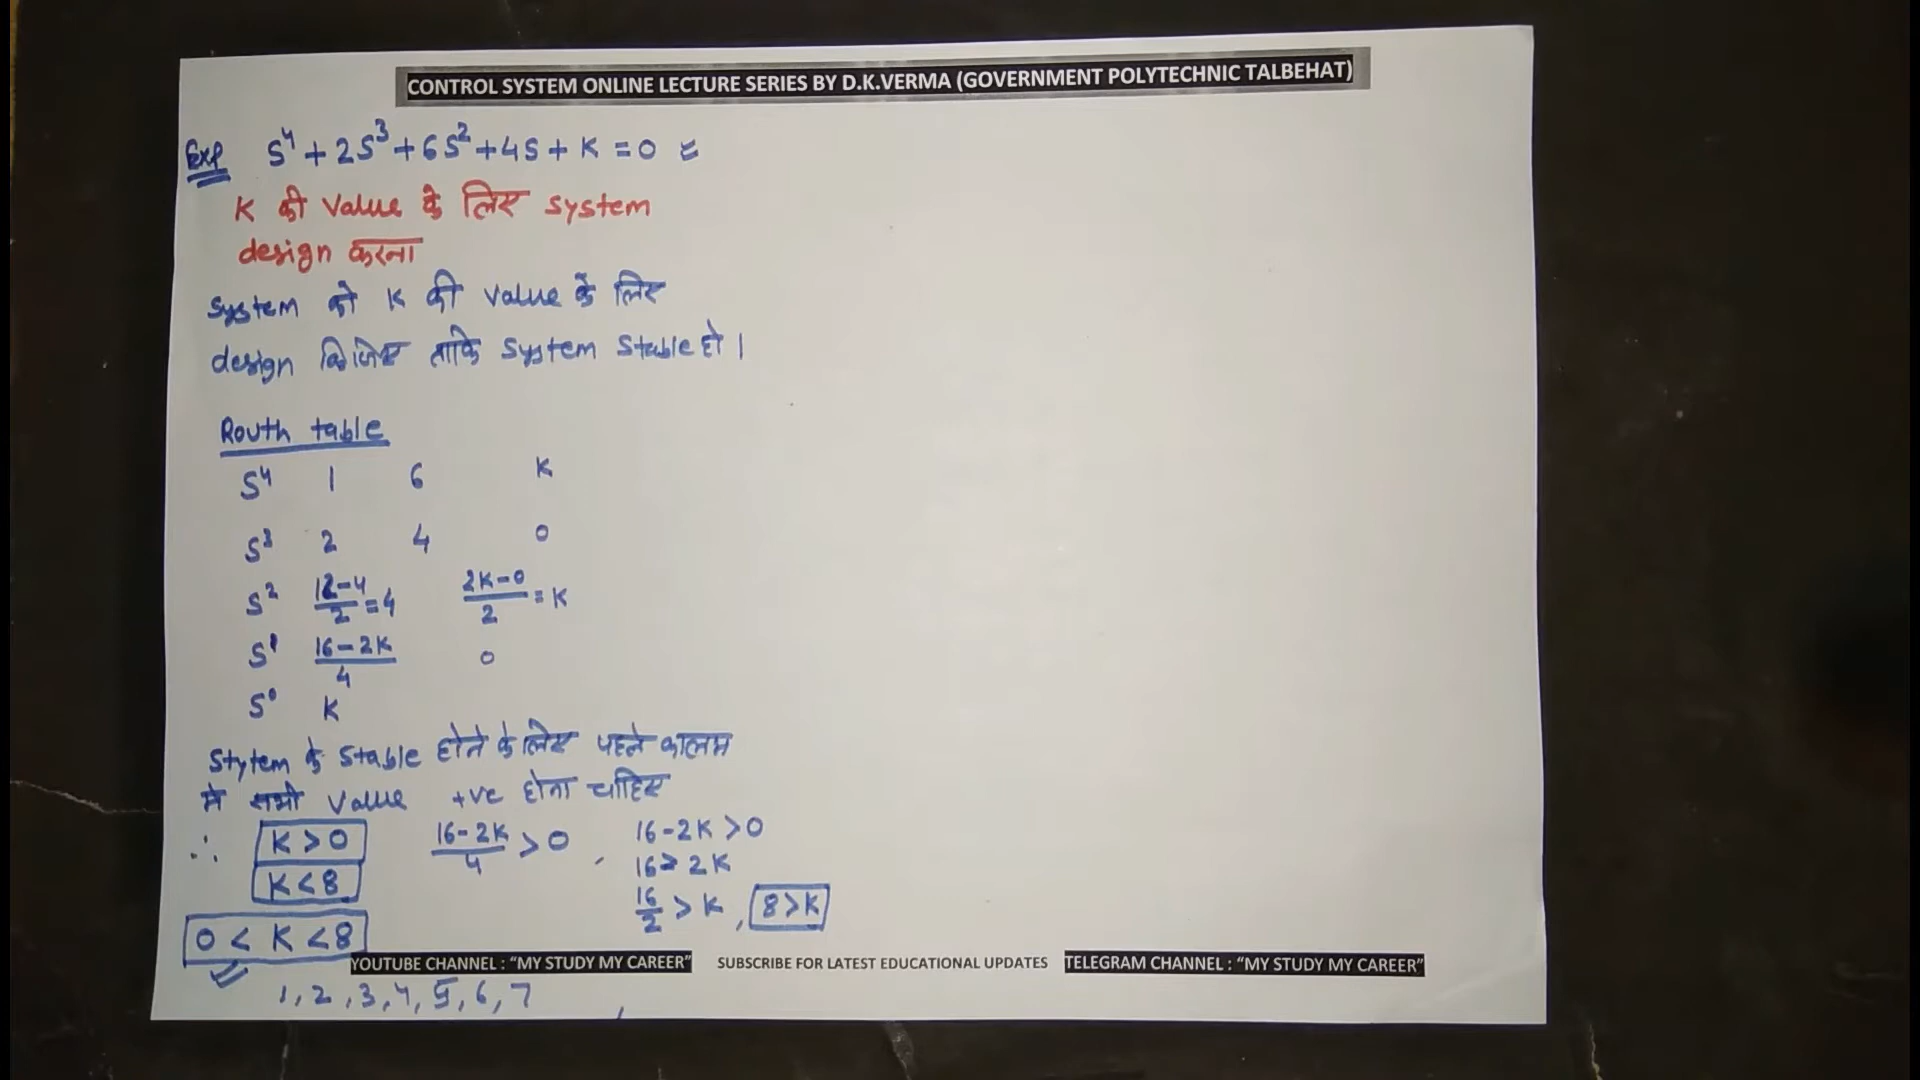 CONTROL SYSTEM ONLINE LECTURE SERIES BY D.K.VERMA (GOVERNMENT POLYTECHNIC TALBEHAT)
Exp S⁴ + 2S³ + 6S² + 4S + K = 0
K की value के लिए system
design करना
system को K की value के लिए
design किजिए ताकि system stable हो ।
Routh table
S⁴ 1 6 K
S³ 2 4 0
S² (12-4)/2 = 4 (2K-0)/2 = K
S¹ (16-2K)/4 0
S⁰ K
Stytem के stable होने के लिए पहले कालम
मे सभी value +ve होना चाहिए
∴ K > 0 (16-2K)/4 > 0 , 16-2K > 0
K < 8 16 > 2K
16/2 > K , 8 > K
0 < K < 8
YOUTUBE CHANNEL : “MY STUDY MY CAREER” SUBSCRIBE FOR LATEST EDUCATIONAL UPDATES TELEGRAM CHANNEL : “MY STUDY MY CAREER”
1, 2, 3, 4, 5, 6, 7